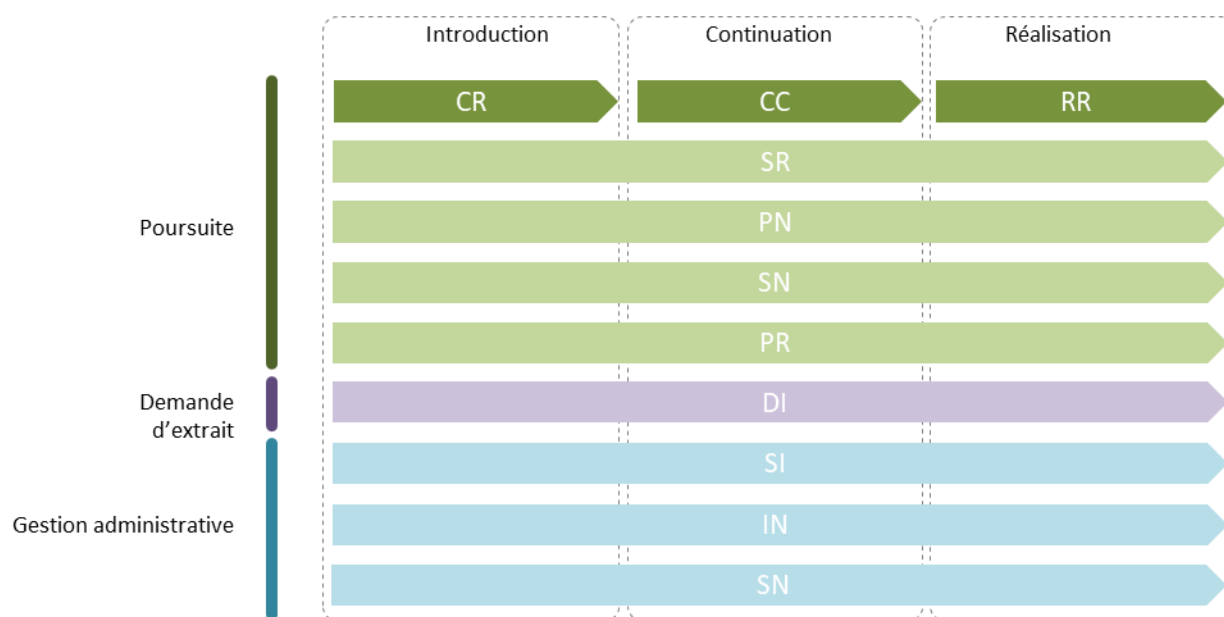 Introduction Continuation Réalisation
CR CC RR
SR
PN
Poursuite
SN
PR
Demande
d’extrait
DI
SI
Gestion administrative
IN
SN